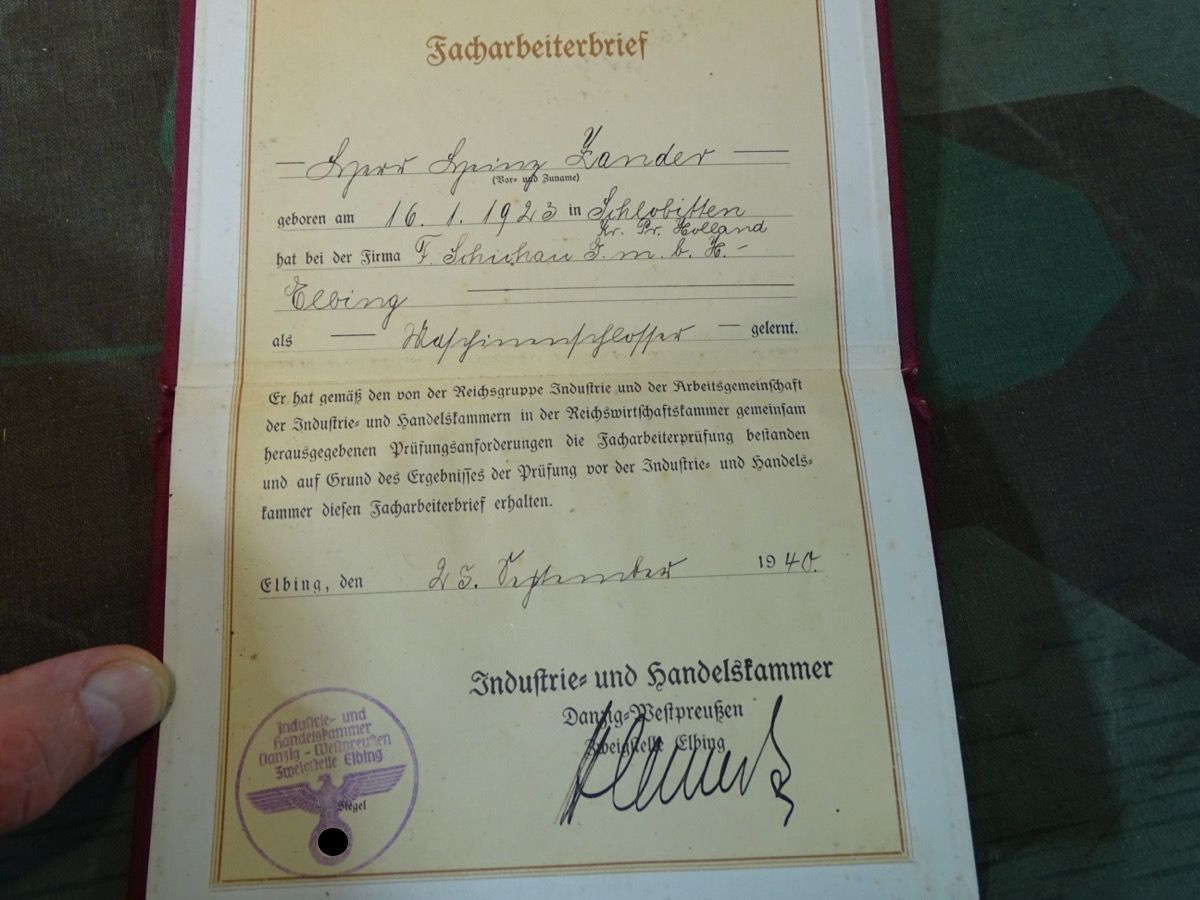 Facharbeiterbrief
Herr Heinz Zander
(Vor- und Zuname)
geboren am 16. 1. 1923 in Schlobitten
Kr. Pr. Holland
hat bei der Firma F. Schichau G. m. b. H. -
Elbing
als Maschinenschlosser gelernt.
Er hat gemäß den von der Reichsgruppe Industrie und der Arbeitsgemeinschaft
der Industrie- und Handelskammern in der Reichswirtschaftskammer gemeinsam
herausgegebenen Prüfungsanforderungen die Facharbeiterprüfung bestanden
und auf Grund des Ergebnisses der Prüfung vor der Industrie- und Handels-
kammer diesen Facharbeiterbrief erhalten.
Elbing, den 25. September 1940.
Industrie- und Handelskammer
Danzig-Westpreußen
Zweigstelle Elbing
Industrie- und
Handelskammer
Danzig - Westpreußen
Zweigstelle Elbing
Siegel